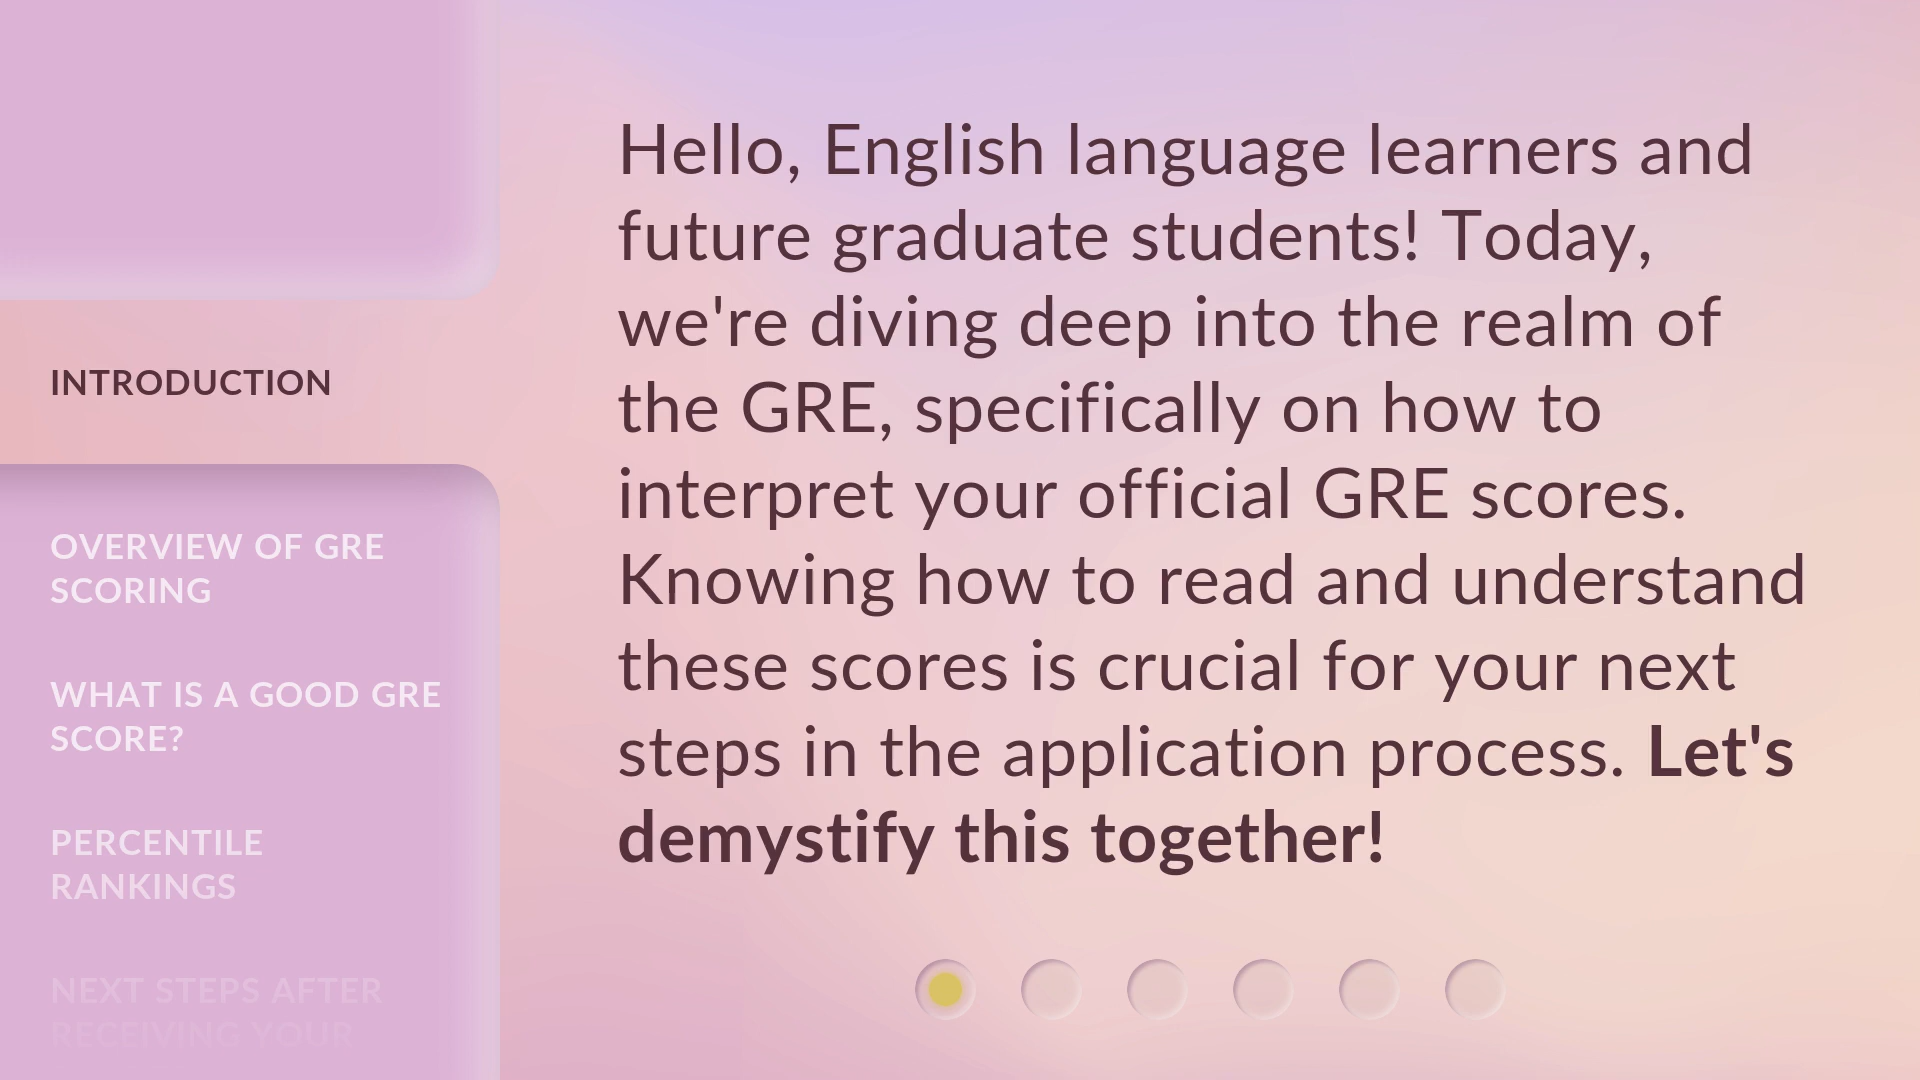 INTRODUCTION
OVERVIEW OF GRE
SCORING
WHAT IS A GOOD GRE
SCORE?
PERCENTILE
RANKINGS
NEXT STEPS AFTER
RECEIVING YOUR
Hello, English language learners and
future graduate students! Today,
we're diving deep into the realm of
the GRE, specifically on how to
interpret your official GRE scores.
Knowing how to read and understand
these scores is crucial for your next
steps in the application process. Let's
demystify this together!